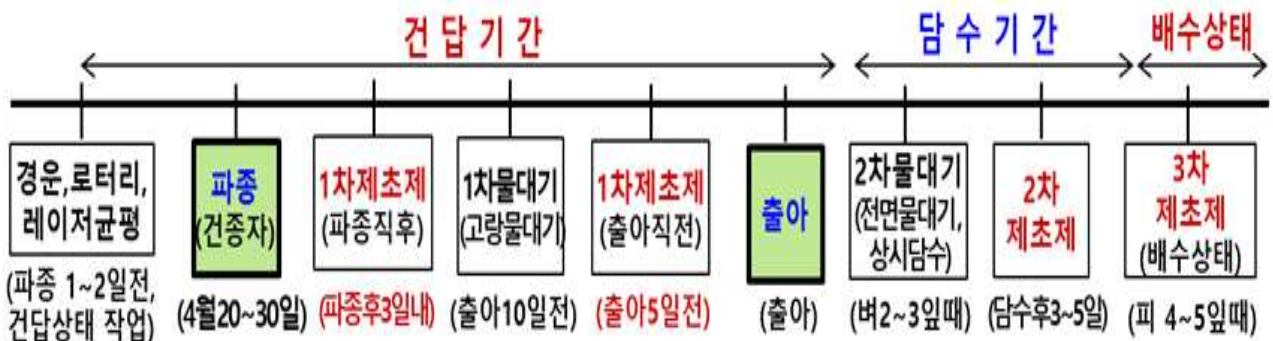 건답기간
담수기간
배수상태
경운,로터리,
레이저균평
(파종 1~2일전,
건답상태 작업)
파종
(건종자)
(4월20~30일)
1차제초제
(파종직후)
(파종후3일내)
1차물대기
(고랑물대기)
(출아10일전)
1차제초제
(출아직전)
(출아5일전)
출아
(출아)
2차물대기
(전면물대기,
상시담수)
(벼2~3잎때)
2차
제초제
(담수후3~5일)
3차
제초제
(배수상태)
(피 4~5잎때)